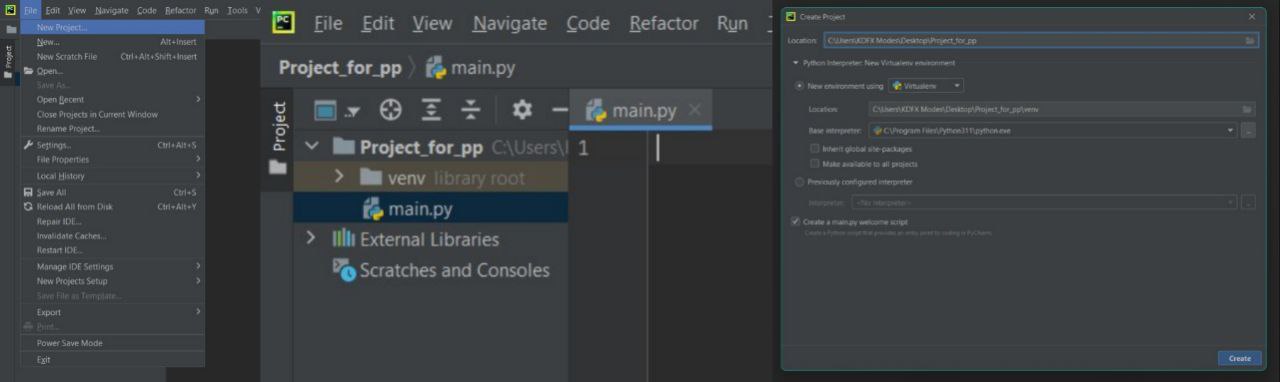 PC File Edit View Navigate Code Refactor Run Tools V
Project
New Project...
New... Alt+Insert
New Scratch File Ctrl+Alt+Shift+Insert
Open...
Save As...
Open Recent
Close Projects in Current Window
Rename Project...
Settings... Ctrl+Alt+S
File Properties
Local History
Save All Ctrl+S
Reload All from Disk Ctrl+Alt+Y
Repair IDE...
Invalidate Caches...
Restart IDE...
Manage IDE Settings
New Projects Setup
Save File as Template...
Export
Print...
Power Save Mode
Exit
PC File Edit View Navigate Code Refactor Run
Project_for_pp main.py
Project
main.py
Project_for_pp C:\Users\
1
venv library root
main.py
External Libraries
Scratches and Consoles
PC Create Project
Location: C:\Users\KDFX Modes\Desktop\Project_for_pp
Python Interpreter: New Virtualenv environment
New environment using Virtualenv
Location: C:\Users\KDFX Modes\Desktop\Project_for_pp\venv
Base interpreter: C:\Program Files\Python311\python.exe
Inherit global site-packages
Make available to all projects
Previously configured interpreter
Interpreter: <No interpreter>
Create a main.py welcome script
Create a Python script that provides an entry point to coding in PyCharm.
Create